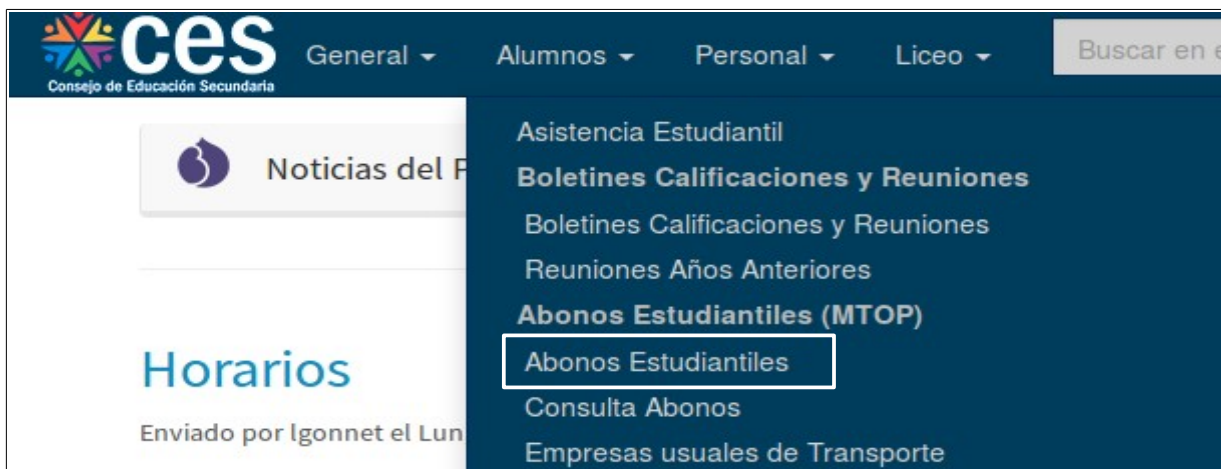 ces
Consejo de Educación Secundaria
General Alumnos Personal Liceo Buscar en
Asistencia Estudiantil
Noticias del
Boletines Calificaciones y Reuniones
Boletines Calificaciones y Reuniones
Reuniones Años Anteriores
Abonos Estudiantiles (MTOP)
Abonos Estudiantiles
Consulta Abonos
Empresas usuales de Transporte
Horarios
Enviado por lgonnet el Lun